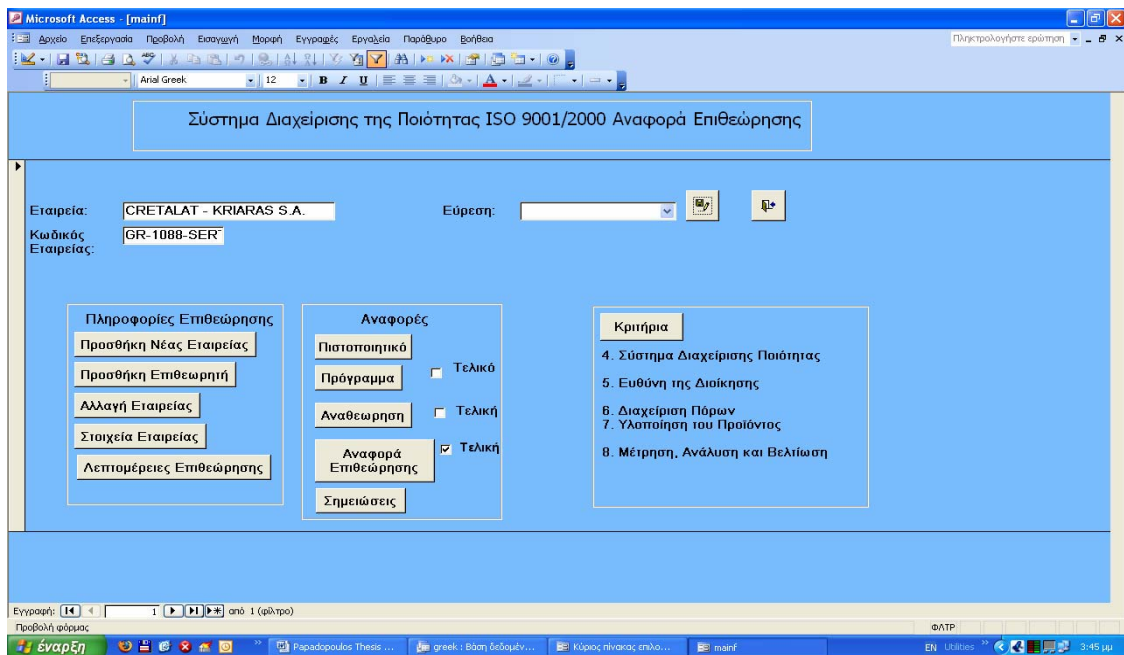 Microsoft Access - [mainf]
Αρχείο Επεξεργασία Προβολή Εισαγωγή Μορφή Εγγραφές Εργαλεία Παράθυρο Βοήθεια
Πληκτρολογήστε ερώτηση
Arial Greek 12 B I U
Σύστημα Διαχείρισης της Ποιότητας ISO 9001/2000 Αναφορά Επιθεώρησης
Εταιρεία: CRETALAT - KRIARAS S.A. Εύρεση:
Κωδικός Εταιρείας: GR-1088-SER
Πληροφορίες Επιθεώρησης
Προσθήκη Νέας Εταιρείας
Προσθήκη Επιθεωρητή
Αλλαγή Εταιρείας
Στοιχεία Εταιρείας
Λεπτομέρειες Επιθεώρησης
Αναφορές
Πιστοποιητικό
Πρόγραμμα Τελικό
Αναθεωρηση Τελική
Αναφορά Επιθεώρησης Τελική
Σημειώσεις
Κριτήρια
4. Σύστημα Διαχείρισης Ποιότητας
5. Ευθύνη της Διοίκησης
6. Διαχείριση Πόρων
7. Υλοποίηση του Προϊόντος
8. Μέτρηση, Ανάλυση και Βελτίωση
Εγγραφή: 1 από 1 (φίλτρο)
Προβολή φόρμας ΦΛΤΡ
έναρξη Papadopoulos Thesis ... greek : Βάση δεδομέν... Κύριος πίνακας επιλο... mainf EN Utilities 3:45 μμ